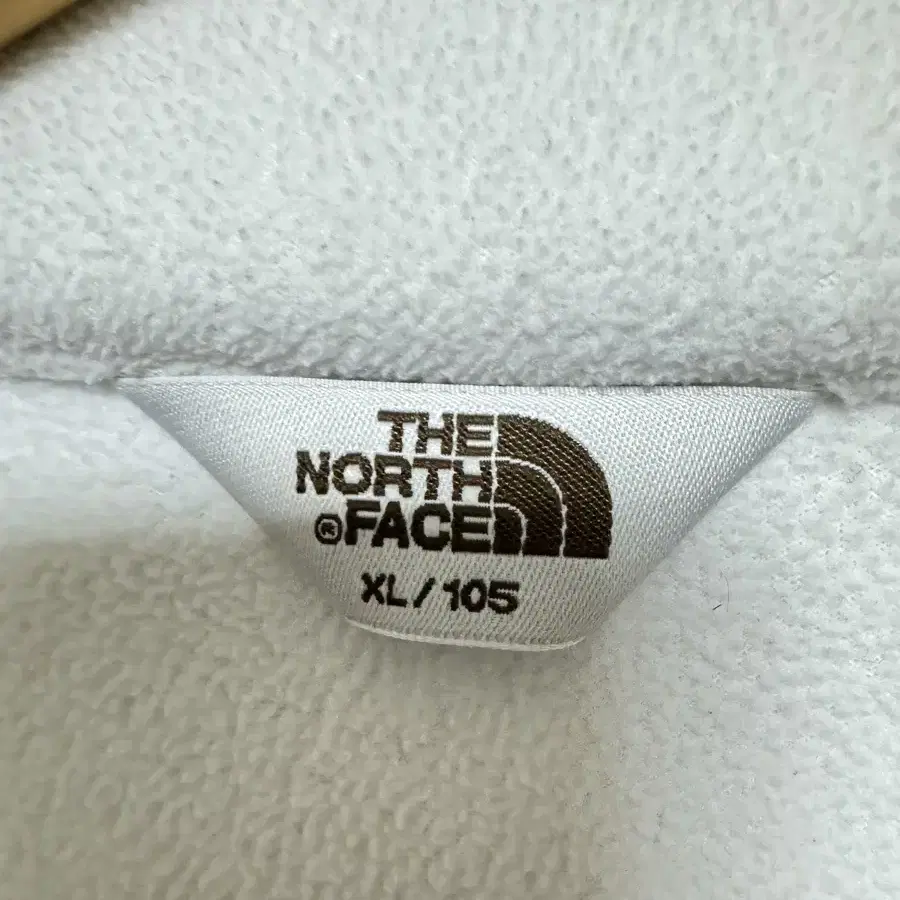 THE
NORTH
®FACE
XL/105